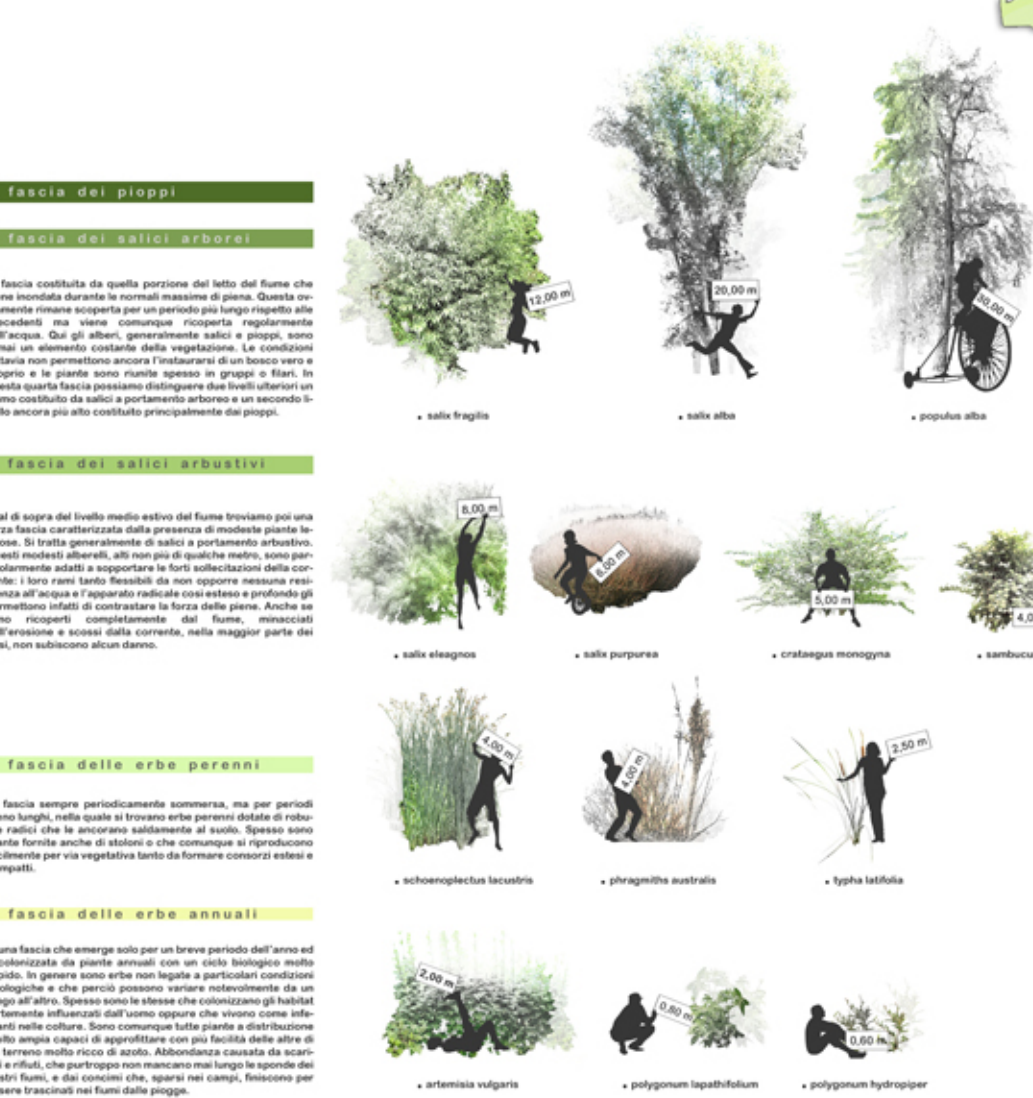 fascia dei pioppi
fascia dei salici arborei
fascia costituita da quella porzione del letto del fiume che
ne inondata durante le normali massime di piena. Questa ov-
mente rimane scoperta per un periodo più lungo rispetto alle
cedenti ma viene comunque ricoperta regolarmente
ll'acqua. Qui gli alberi, generalmente salici e pioppi, sono
mai un elemento costante della vegetazione. Le condizioni
tavia non permettono ancora l'instaurarsi di un bosco vero e
oprio e le piante sono riunite spesso in gruppi o filari. In
esta quarta fascia possiamo distinguere due livelli ulteriori un
mo costituito da salici a portamento arboreo e un secondo li-
llo ancora più alto costituito principalmente dai pioppi.
12,00 m
20,00 m
30,00 m
salix fragilis
salix alba
populus alba
fascia dei salici arbustivi
al di sopra del livello medio estivo del fiume troviamo poi una
rza fascia caratterizzata dalla presenza di modeste piante le-
ose. Si tratta generalmente di salici a portamento arbustivo.
esti modesti alberelli, alti non più di qualche metro, sono par-
olarmente adatti a sopportare le forti sollecitazioni della cor-
nte: i loro rami tanto flessibili da non opporre nessuna resi-
enza all'acqua e l'apparato radicale così esteso e profondo gli
rmettono infatti di contrastare la forza delle piene. Anche se
no ricoperti completamente dal fiume, minacciati
ll'erosione e scossi dalla corrente, nella maggior parte dei
si, non subiscono alcun danno.
8,00 m
6,00 m
5,00 m
4,0
salix eleagnos
salix purpurea
crataegus monogyna
sambucu
fascia delle erbe perenni
fascia sempre periodicamente sommersa, ma per periodi
no lunghi, nella quale si trovano erbe perenni dotate di robu-
e radici che le ancorano saldamente al suolo. Spesso sono
ante fornite anche di stoloni o che comunque si riproducono
cilmente per via vegetativa tanto da formare consorzi estesi e
mpatti.
4,00 m
4,00 m
2,50 m
schoenoplectus lacustris
phragmiths australis
typha latifolia
fascia delle erbe annuali
una fascia che emerge solo per un breve periodo dell'anno ed
colonizzata da piante annuali con un ciclo biologico molto
pido. In genere sono erbe non legate a particolari condizioni
ologiche e che perciò possono variare notevolmente da un
ogo all'altro. Spesso sono le stesse che colonizzano gli habitat
rtemente influenzati dall'uomo oppure che vivono come infe-
anti nelle colture. Sono comunque tutte piante a distribuzione
olto ampia capaci di approfittare con più facilità delle altre di
terreno molto ricco di azoto. Abbondanza causata da scari-
i e rifiuti, che purtroppo non mancano mai lungo le sponde dei
stri fiumi, e dai concimi che, sparsi nei campi, finiscono per
sere trascinati nei fiumi dalle piogge.
2,00 m
0,80 m
0,60 m
artemisia vulgaris
polygonum lapathifolium
polygonum hydropiper